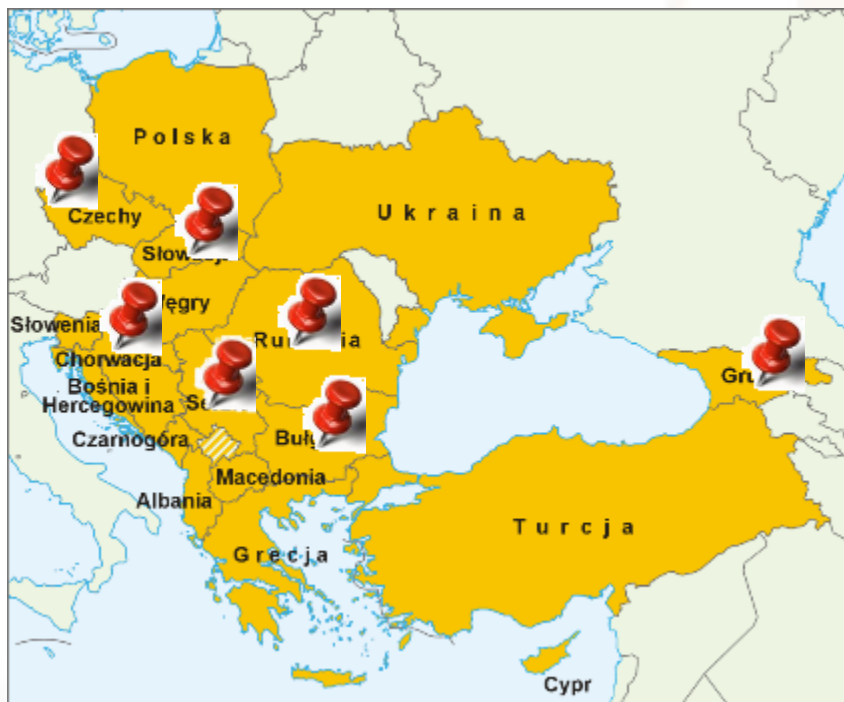 Polska
Czechy
Ukraina
Słowenia
Chorwacja
Bośnia i
Hercegowina
Czarnogóra
Macedonia
Albania
Turcja
Grecja
Cypr